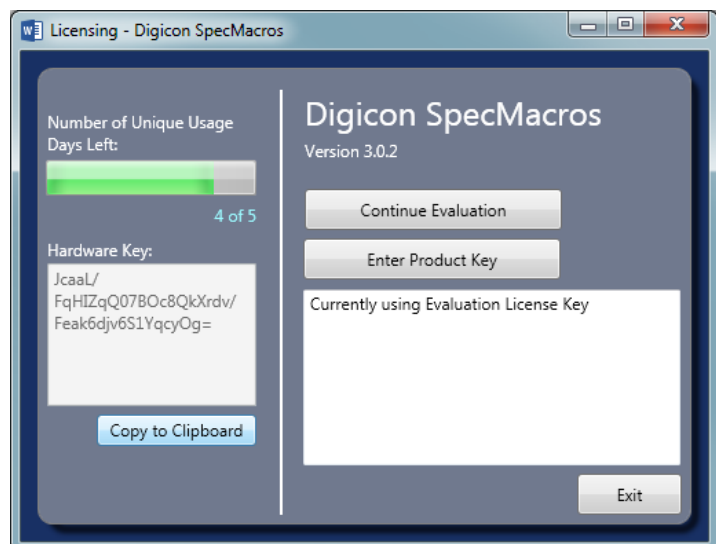 Licensing - Digicon SpecMacros
Number of Unique Usage
Days Left:
4 of 5
Hardware Key:
JcaaL/
FqHIZqQ07BOc8QkXrdv/
Feak6djv6S1YqcyOg=
Copy to Clipboard
Digicon SpecMacros
Version 3.0.2
Continue Evaluation
Enter Product Key
Currently using Evaluation License Key
Exit